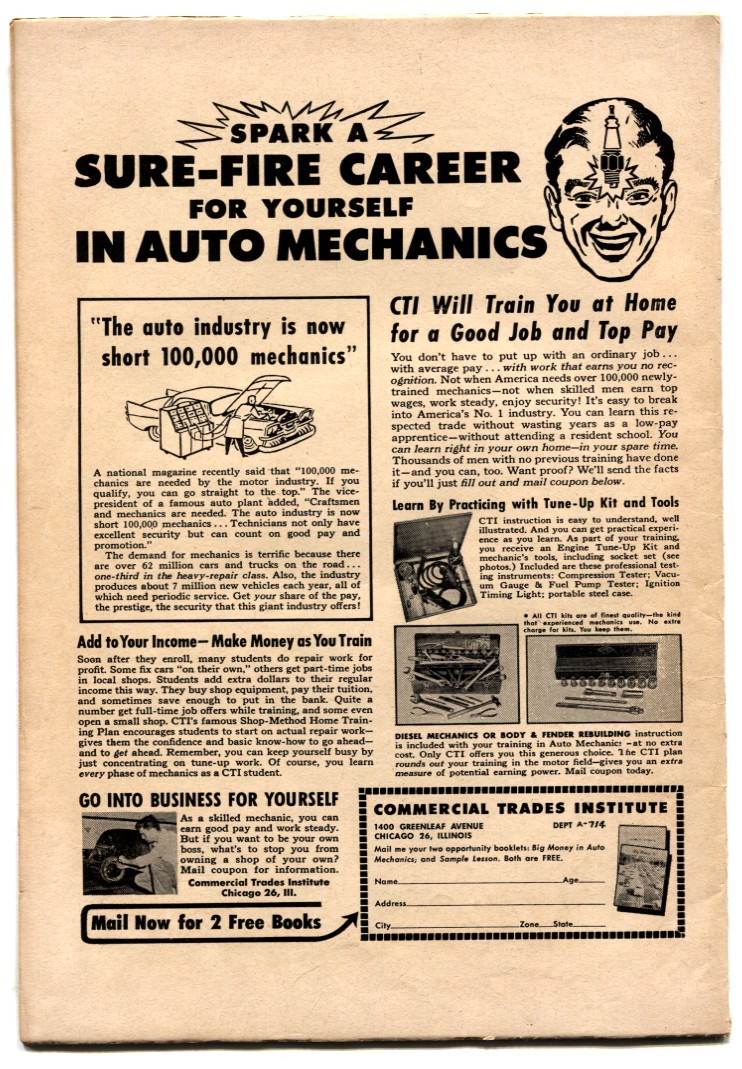 SPARK A
SURE-FIRE CAREER
FOR YOURSELF
IN AUTO MECHANICS
"The auto industry is now
short 100,000 mechanics"
A national magazine recently said that "100,000 me-
chanics are needed by the motor industry. If you
qualify, you can go straight to the top." The vice-
president of a famous auto plant added, "Craftsmen
and mechanics are needed. The auto industry is now
short 100,000 mechanics . . . Technicians not only have
excellent security but can count on good pay and
promotion."
The demand for mechanics is terrific because there
are over 62 million cars and trucks on the road . . .
one-third in the heavy-repair class. Also, the industry
produces about 7 million new vehicles each year, all of
which need periodic service. Get your share of the pay,
the prestige, the security that this giant industry offers!
Add to Your Income—Make Money as You Train
Soon after they enroll, many students do repair work for
profit. Some fix cars "on their own," others get part-time jobs
in local shops. Students add extra dollars to their regular
income this way. They buy shop equipment, pay their tuition,
and sometimes save enough to put in the bank. Quite a
number get full-time job offers while training, and some even
open a small shop. CTI's famous Shop-Method Home Train-
ing Plan encourages students to start on actual repair work—
gives them the confidence and basic know-how to go ahead—
and to get ahead. Remember, you can keep yourself busy by
just concentrating on tune-up work. Of course, you learn
every phase of mechanics as a CTI student.
GO INTO BUSINESS FOR YOURSELF
As a skilled mechanic, you can
earn good pay and work steady.
But if you want to be your own
boss, what's to stop you from
owning a shop of your own?
Mail coupon for information.
Commercial Trades Institute
Chicago 26, Ill.
Mail Now for 2 Free Books
CTI Will Train You at Home
for a Good Job and Top Pay
You don't have to put up with an ordinary job . . .
with average pay . . . with work that earns you no rec-
ognition. Not when America needs over 100,000 newly-
trained mechanics—not when skilled men earn top
wages, work steady, enjoy security! It's easy to break
into America's No. 1 industry. You can learn this re-
spected trade without wasting years as a low-pay
apprentice—without attending a resident school. You
can learn right in your own home—in your spare time.
Thousands of men with no previous training have done
it—and you can, too. Want proof? We'll send the facts
if you'll just fill out and mail coupon below.
Learn By Practicing with Tune-Up Kit and Tools
CTI instruction is easy to understand, well
illustrated. And you can get practical experi-
ence as you learn. As part of your training,
you receive an Engine Tune-Up Kit and
mechanic's tools, including socket set (see
photos.) Included are these professional test-
ing instruments: Compression Tester; Vacu-
um Gauge & Fuel Pump Tester; Ignition
Timing Light; portable steel case.
* All CTI kits are of finest quality—the kind
that experienced mechanics use. No extra
charge for kits. You keep them.
DIESEL MECHANICS OR BODY & FENDER REBUILDING instruction
is included with your training in Auto Mechanics—at no extra
cost. Only CTI offers you this generous choice. The CTI plan
rounds out your training in the motor field—gives you an extra
measure of potential earning power. Mail coupon today.
COMMERCIAL TRADES INSTITUTE
1400 GREENLEAF AVENUE DEPT A-714
CHICAGO 26, ILLINOIS
Mail me your two opportunity booklets: Big Money in Auto
Mechanics; and Sample Lesson. Both are FREE.
Name Age
Address
City Zone State